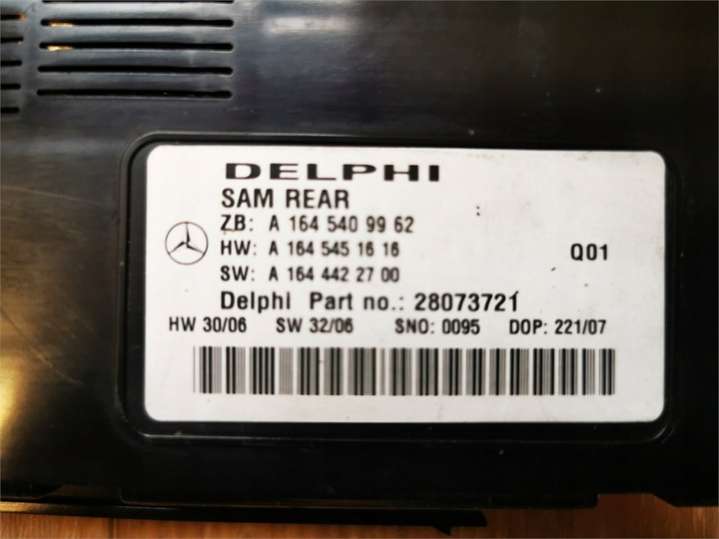 DELPHI
SAM REAR
ZB: A 164 540 99 62
HW: A 164 545 16 16 Q01
SW: A 164 442 27 00
Delphi Part no.: 28073721
HW 30/06 SW 32/06 SNO: 0095 DOP: 221/07